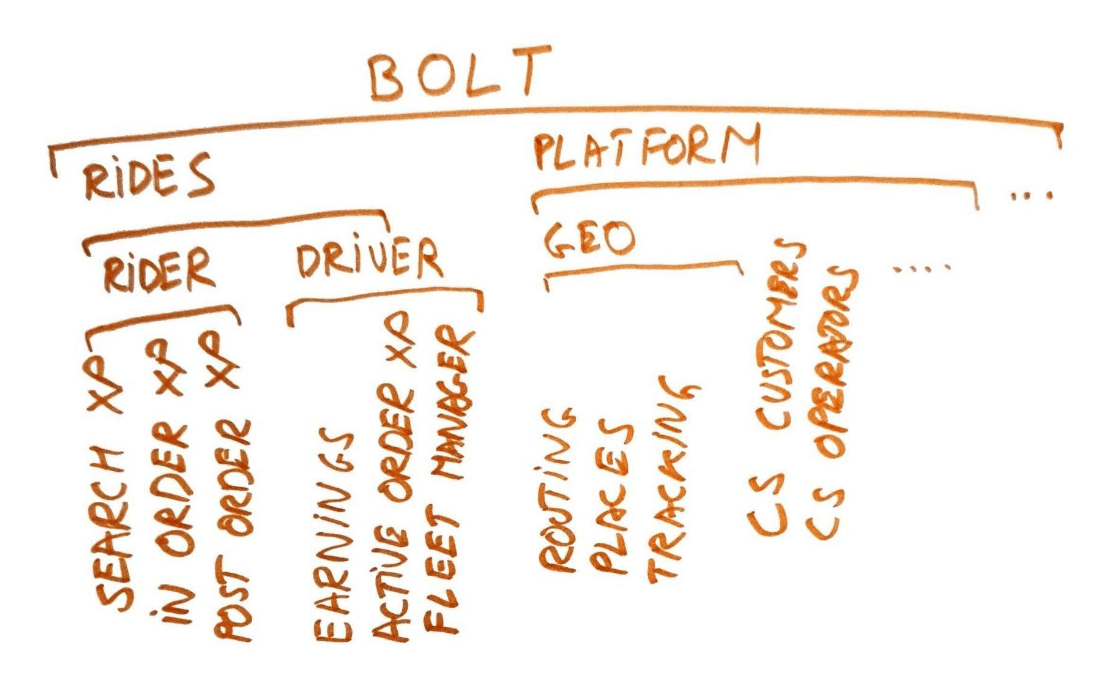 BOLT
RIDES
PLATFORM
...
RIDER
DRIVER
GEO
....
SEARCH XP
IN ORDER XP
POST ORDER XP
EARNINGS
ACTIVE ORDER XP
FLEET MANAGER
ROUTING
PLACES
TRACKING
CS CUSTOMERS
CS OPERATORS